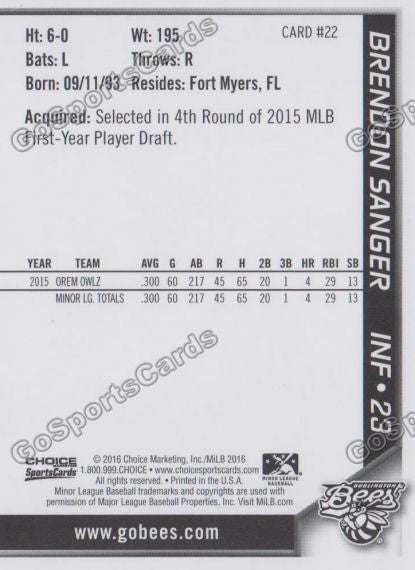 Ht: 6-0 Wt: 195 CARD #22
Bats: L Throws: R
Born: 09/11/93 Resides: Fort Myers, FL
Acquired: Selected in 4th Round of 2015 MLB
First-Year Player Draft.
BRENDON SANGER INF • 23
YEAR TEAM AVG G AB R H 2B 3B HR RBI SB
2015 OREM OWLZ .300 60 217 45 65 20 1 4 29 13
MINOR LG. TOTALS .300 60 217 45 65 20 1 4 29 13
GoSportsCards
GoSportsCards
GoSportsCards
GoSportsCards
GoSportsCards
CHOICE
SportsCards
© 2016 Choice Marketing, Inc./MiLB 2016
1.800.999.CHOICE • www.choicesportscards.com
All rights reserved. • Printed in the U.S.A.
Minor League Baseball trademarks and copyrights are used with
permission of Major League Baseball Properties, Inc. Visit MiLB.com
MINOR LEAGUE
BASEBALL
BURLINGTON
Bees
www.gobees.com